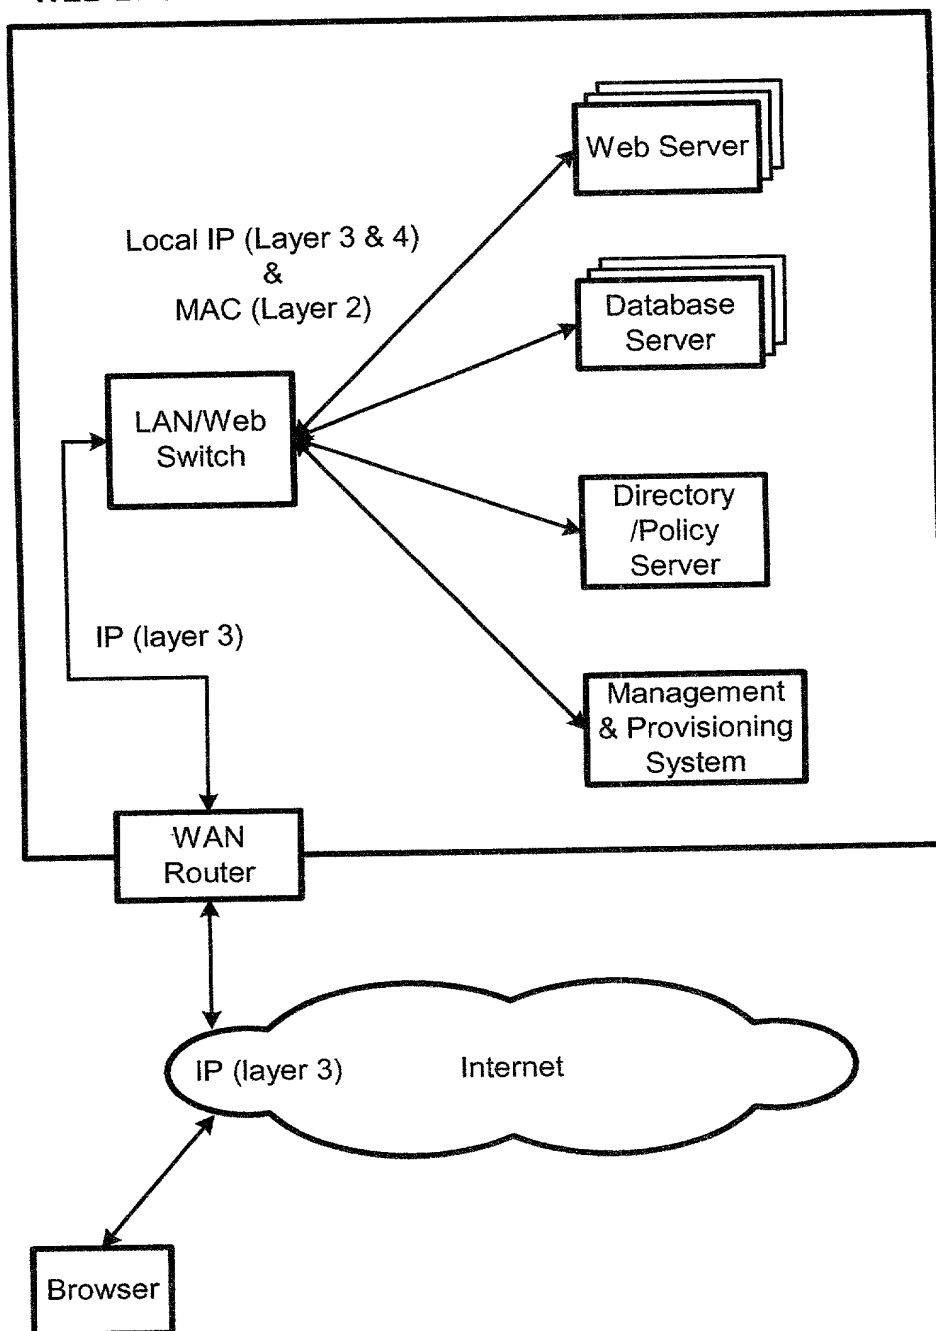 Web Server
Local IP (Layer 3 & 4)
&
MAC (Layer 2)
Database
Server
LAN/Web
Switch
Directory
/Policy
Server
IP (layer 3)
Management
& Provisioning
System
WAN
Router
IP (layer 3)
Internet
Browser